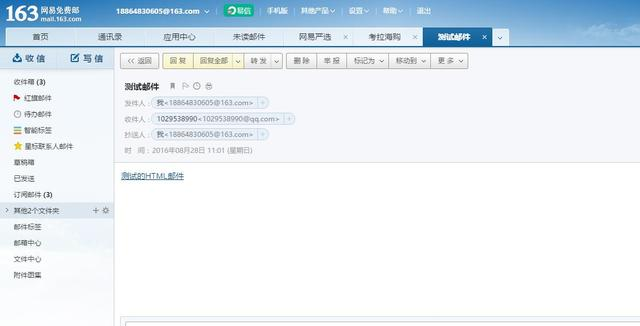 163 网易免费邮 mail.163.com 18864830605@163.com 易信 手机版 其他产品 设置 帮助 退出
首页 通讯录 应用中心 未读邮件 网易严选 × 考拉海购 × 测试邮件 ×
收信 写信
<< 返回 回复 回复全部 转发 删除 举报 标记为 移动到 更多
收件箱 (3)
红旗邮件
待办邮件
智能标签
星标联系人邮件
草稿箱
已发送
订阅邮件 (3)
其他2个文件夹 +
邮件标签
邮箱中心
文件中心
附件图集
测试邮件
发件人： 我<18864830605@163.com> +
收件人： 1029538990<1029538990@qq.com> +
抄送人： 我<18864830605@163.com> +
时 间： 2016年08月28日 11:01 (星期日)
测试的HTML邮件